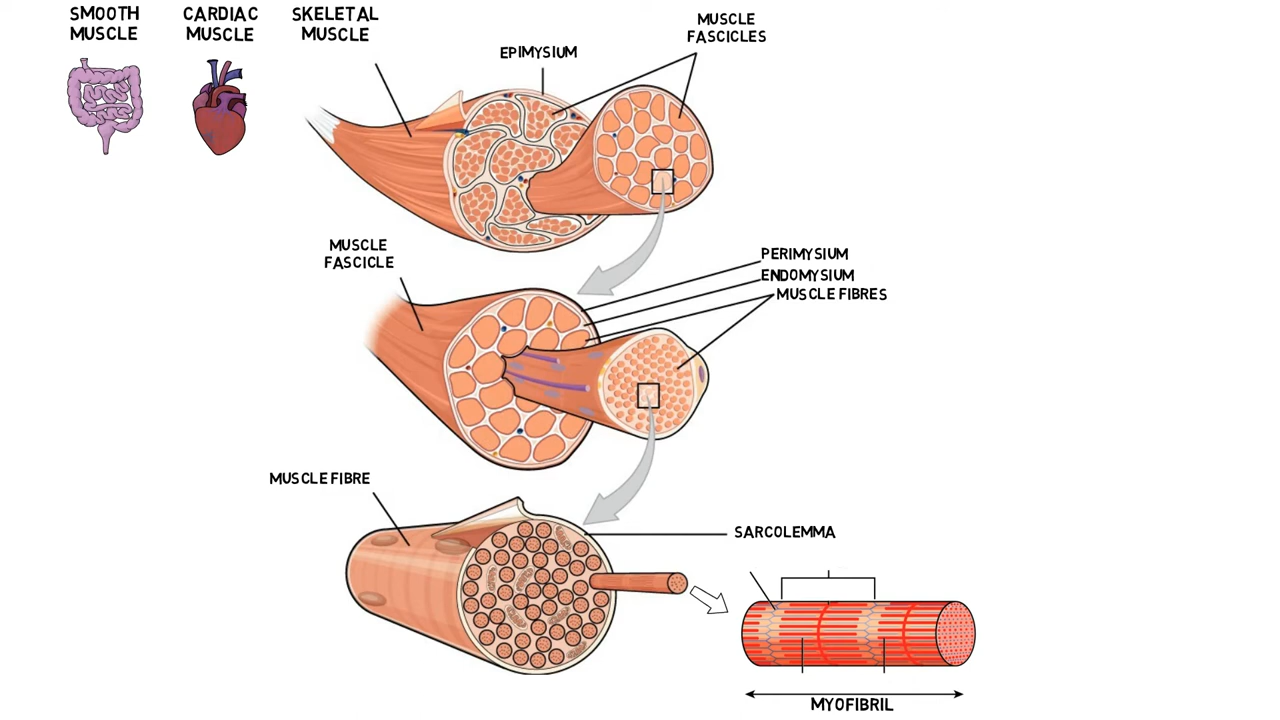 SMOOTH
MUSCLE
CARDIAC
MUSCLE
SKELETAL
MUSCLE
EPIMYSIUM
MUSCLE
FASCICLES
MUSCLE
FASCICLE
PERIMYSIUM
ENDOMYSIUM
MUSCLE FIBRES
MUSCLE FIBRE
SARCOLEMMA
MYOFIBRIL